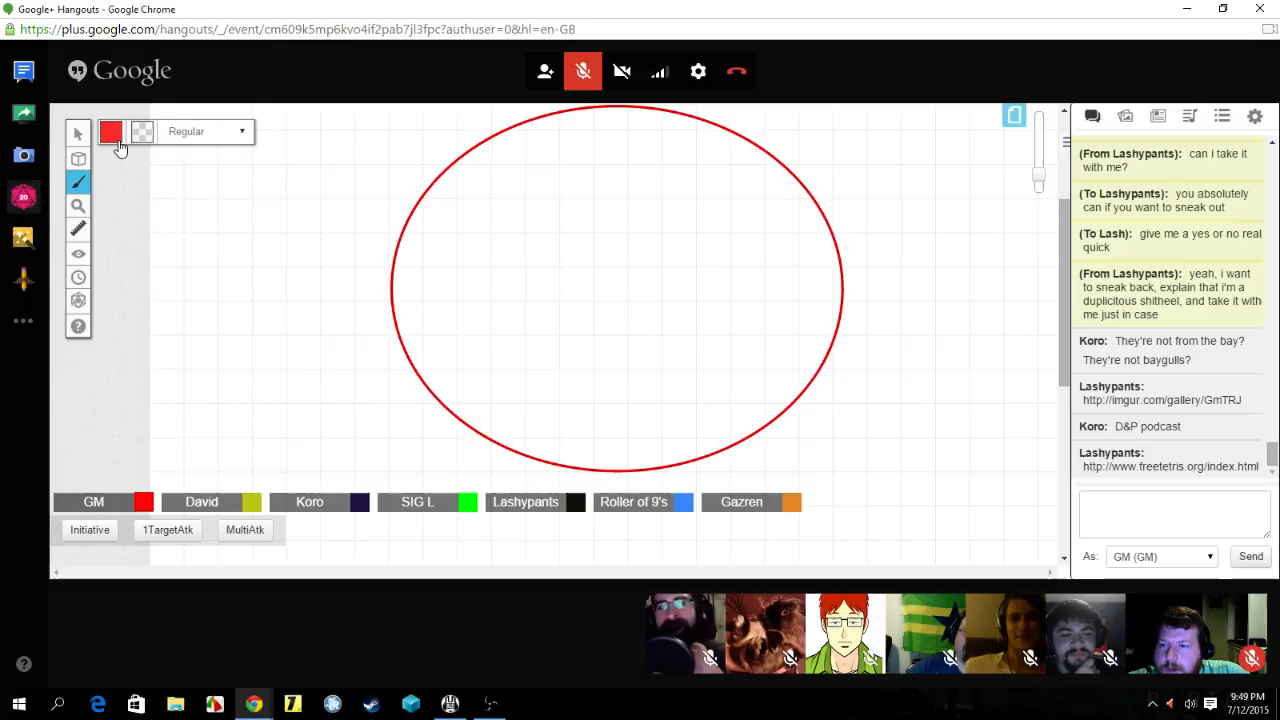 Google+ Hangouts - Google Chrome
https://plus.google.com/hangouts/_/event/cm609k5mp6kvo4if2pab7jl3fpc?authuser=0&hl=en-GB
Google
Regular
(From Lashypants): can i take it
with me?
(To Lashypants): you absolutely
can if you want to sneak out
(To Lash): give me a yes or no real
quick
(From Lashypants): yeah, i want
to sneak back, explain that i'm a
duplicitous shitheel, and take it with
me just in case
Koro: They're not from the bay?
They're not baygulls?
Lashypants:
http://imgur.com/gallery/GmTRJ
Koro: D&P podcast
Lashypants:
http://www.freetetris.org/index.html
GM
David
Koro
SIG L
Lashypants
Roller of 9's
Gazren
Initiative
1TargetAtk
MultiAtk
As: GM (GM)
Send
20
9:49 PM
7/12/2015